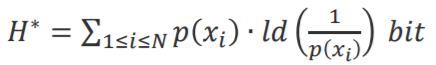 H* = ∑_{1≤i≤N} p(x_i) · ld (1/p(x_i)) bit